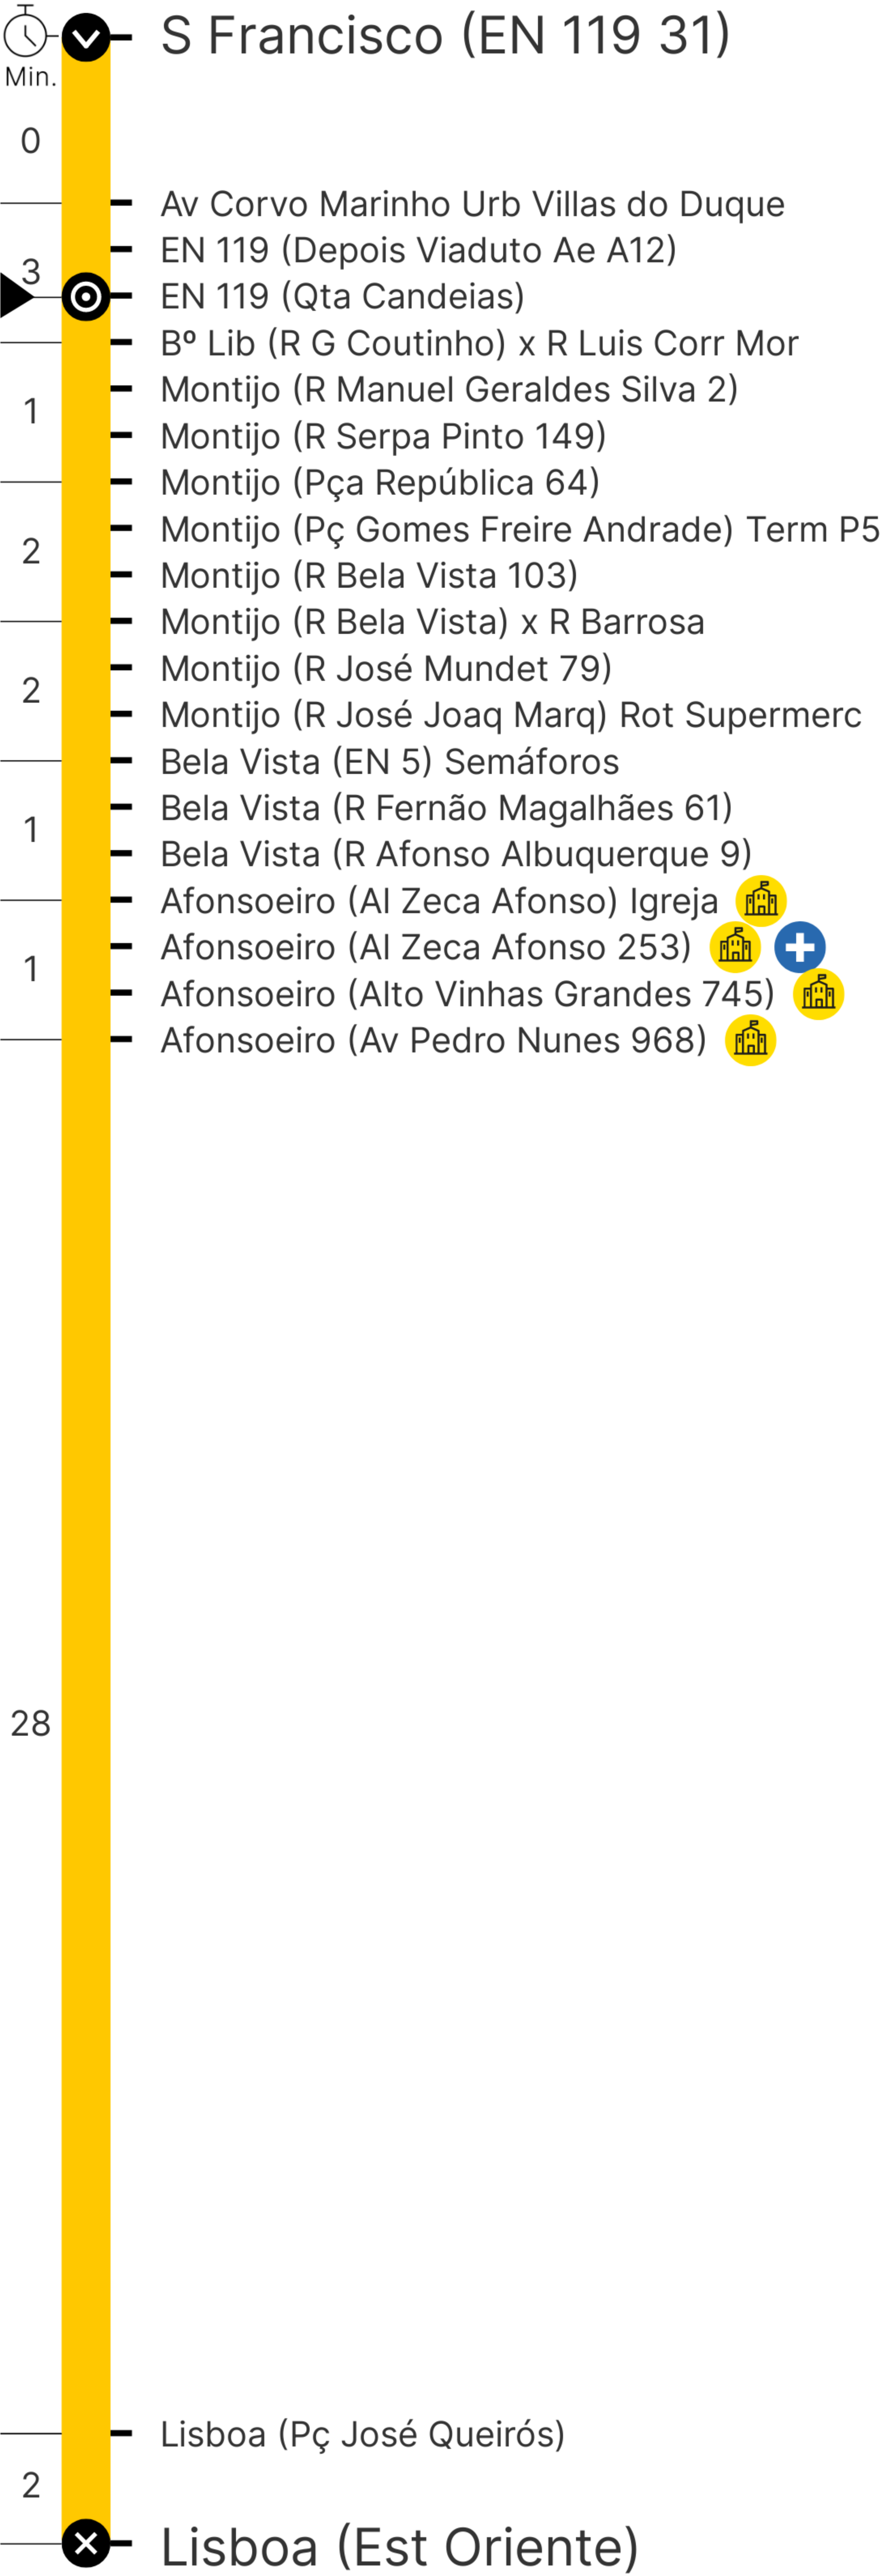 S Francisco (EN 119 31)
Min.
0
Av Corvo Marinho Urb Villas do Duque
EN 119 (Depois Viaduto Ae A12)
3
EN 119 (Qta Candeias)
Bº Lib (R G Coutinho) x R Luis Corr Mor
Montijo (R Manuel Geraldes Silva 2)
1
Montijo (R Serpa Pinto 149)
Montijo (Pça República 64)
Montijo (Pç Gomes Freire Andrade) Term P5
2
Montijo (R Bela Vista 103)
Montijo (R Bela Vista) x R Barrosa
Montijo (R José Mundet 79)
2
Montijo (R José Joaq Marq) Rot Supermerc
Bela Vista (EN 5) Semáforos
Bela Vista (R Fernão Magalhães 61)
1
Bela Vista (R Afonso Albuquerque 9)
Afonsoeiro (Al Zeca Afonso) Igreja
Afonsoeiro (Al Zeca Afonso 253)
1
Afonsoeiro (Alto Vinhas Grandes 745)
Afonsoeiro (Av Pedro Nunes 968)
28
Lisboa (Pç José Queirós)
2
Lisboa (Est Oriente)